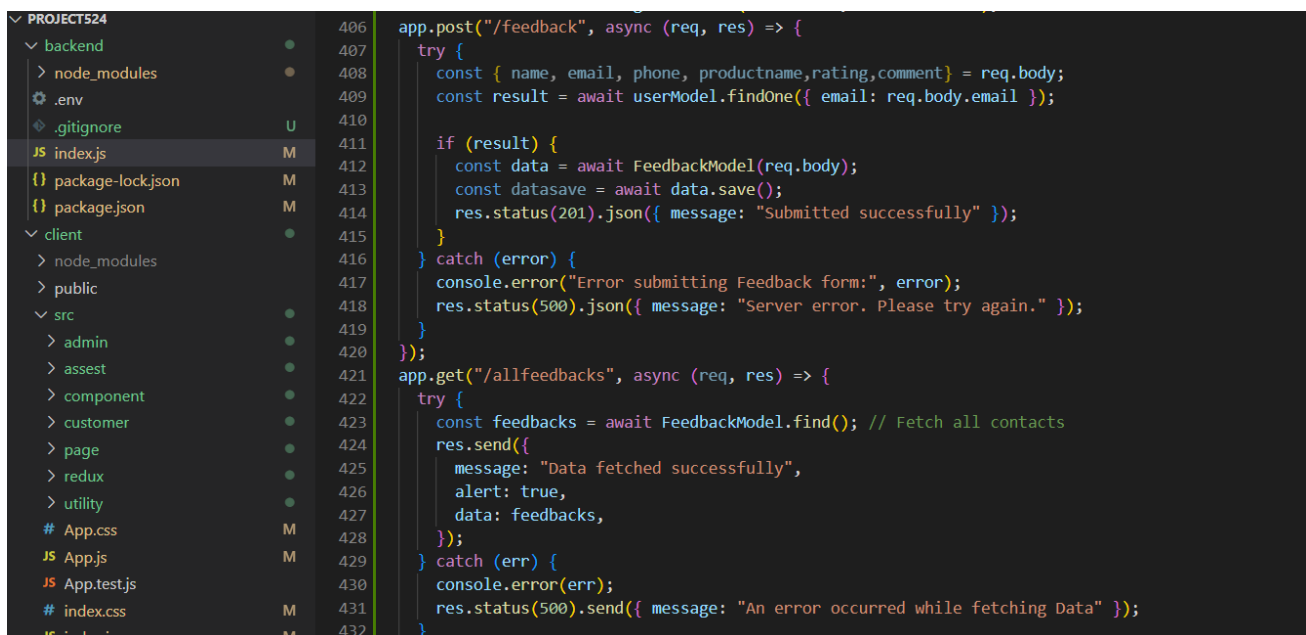 PROJECT524
backend
node_modules
.env
.gitignore U
JS index.js M
{} package-lock.json M
{} package.json M
client
node_modules
public
src
admin
assest
component
customer
page
redux
utility
# App.css M
JS App.js M
JS App.test.js
# index.css M
406 app.post("/feedback", async (req, res) => {
407 try {
408 const { name, email, phone, productname,rating,comment} = req.body;
409 const result = await userModel.findOne({ email: req.body.email });
410
411 if (result) {
412 const data = await FeedbackModel(req.body);
413 const datasave = await data.save();
414 res.status(201).json({ message: "Submitted successfully" });
415 }
416 } catch (error) {
417 console.error("Error submitting Feedback form:", error);
418 res.status(500).json({ message: "Server error. Please try again." });
419 }
420 });
421 app.get("/allfeedbacks", async (req, res) => {
422 try {
423 const feedbacks = await FeedbackModel.find(); // Fetch all contacts
424 res.send({
425 message: "Data fetched successfully",
426 alert: true,
427 data: feedbacks,
428 });
429 } catch (err) {
430 console.error(err);
431 res.status(500).send({ message: "An error occurred while fetching Data" });
432 }